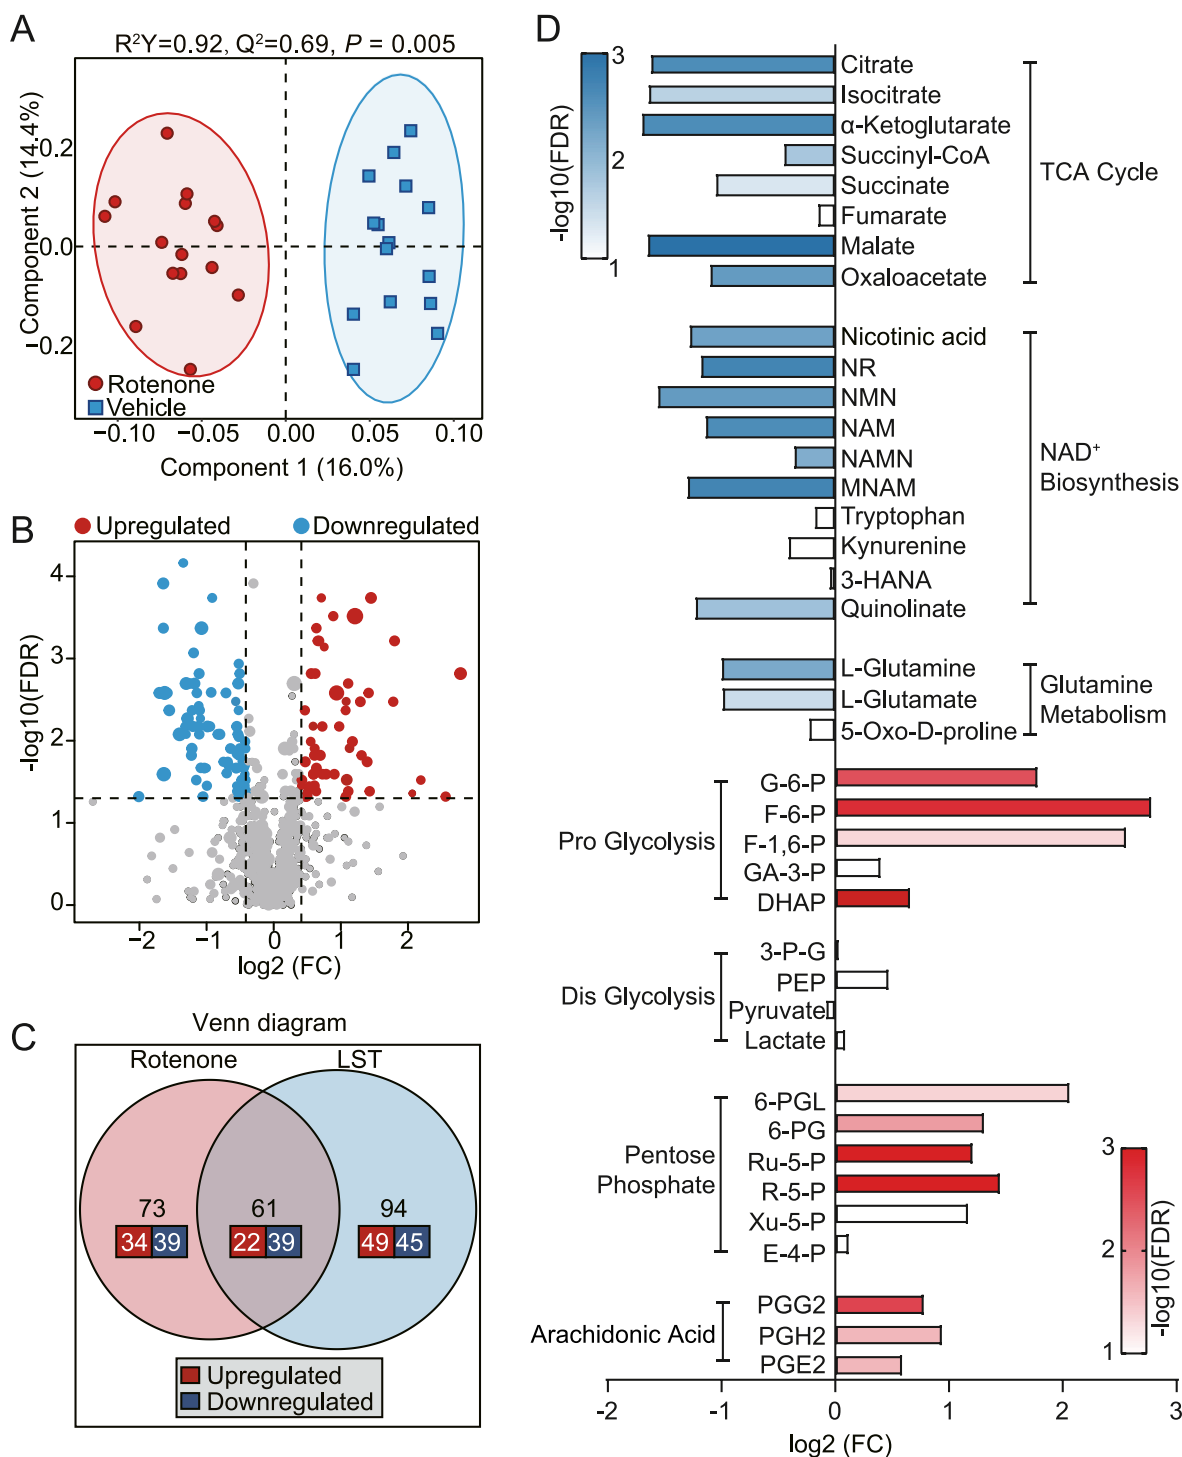 A
R²Y=0.92, Q²=0.69, P = 0.005
Component 2 (14.4%)
0.2
0.0
−0.2
Rotenone
Vehicle
−0.10
−0.05
0.00
0.05
0.10
Component 1 (16.0%)
B
Upregulated
Downregulated
-log10(FDR)
4
3
2
1
0
−2
−1
0
1
2
log2 (FC)
C
Venn diagram
Rotenone
LST
73
61
94
34 39
22 39
49 45
Upregulated
Downregulated
D
-log10(FDR)
3
2
1
Citrate
Isocitrate
α-Ketoglutarate
Succinyl-CoA
Succinate
Fumarate
Malate
Oxaloacetate
TCA Cycle
Nicotinic acid
NR
NMN
NAM
NAMN
MNAM
Tryptophan
Kynurenine
3-HANA
Quinolinate
NAD⁺
Biosynthesis
L-Glutamine
L-Glutamate
5-Oxo-D-proline
Glutamine
Metabolism
G-6-P
F-6-P
F-1,6-P
GA-3-P
DHAP
Pro Glycolysis
3-P-G
PEP
Pyruvate
Lactate
Dis Glycolysis
6-PGL
6-PG
Ru-5-P
R-5-P
Xu-5-P
E-4-P
Pentose
Phosphate
PGG2
PGH2
PGE2
Arachidonic Acid
3
2
1
-log10(FDR)
-2
-1
0
1
2
3
log2 (FC)